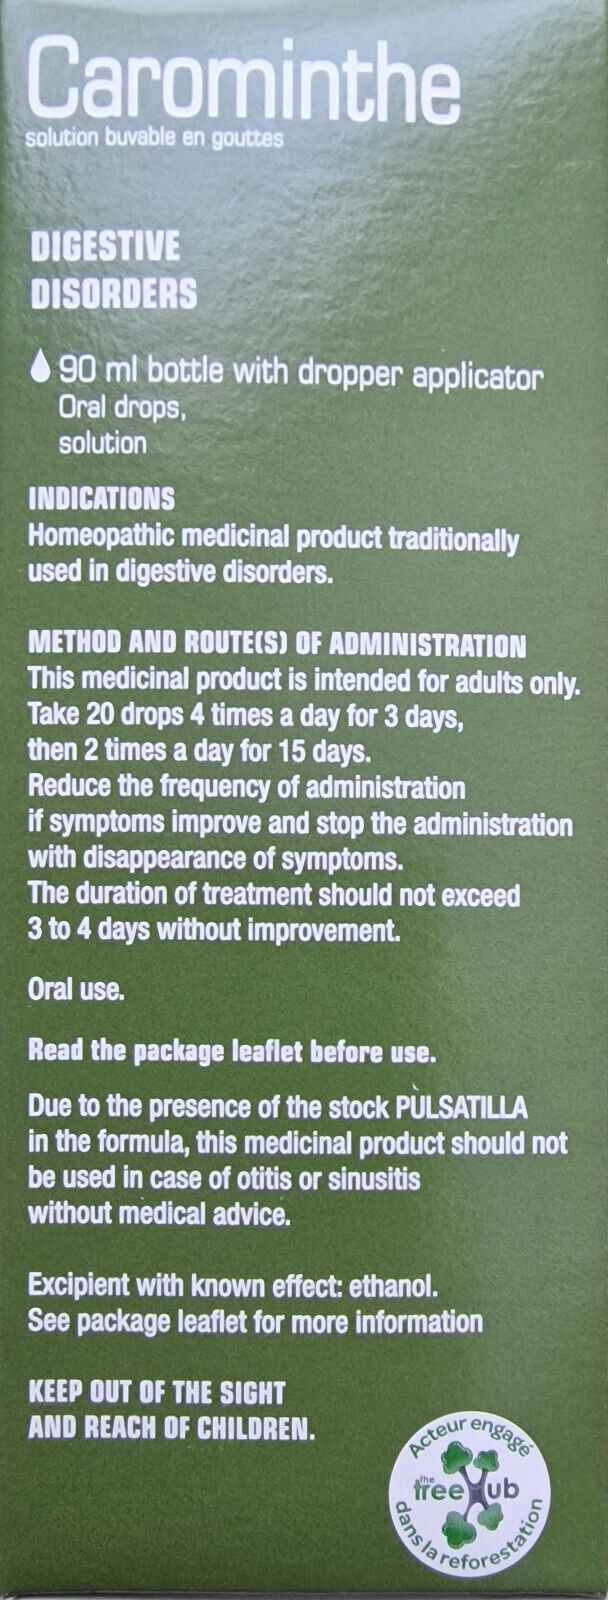 Carominthe
solution buvable en gouttes
DIGESTIVE
DISORDERS
90 ml bottle with dropper applicator
Oral drops,
solution
INDICATIONS
Homeopathic medicinal product traditionally
used in digestive disorders.
METHOD AND ROUTE(S) OF ADMINISTRATION
This medicinal product is intended for adults only.
Take 20 drops 4 times a day for 3 days,
then 2 times a day for 15 days.
Reduce the frequency of administration
if symptoms improve and stop the administration
with disappearance of symptoms.
The duration of treatment should not exceed
3 to 4 days without improvement.
Oral use.
Read the package leaflet before use.
Due to the presence of the stock PULSATILLA
in the formula, this medicinal product should not
be used in case of otitis or sinusitis
without medical advice.
Excipient with known effect: ethanol.
See package leaflet for more information
KEEP OUT OF THE SIGHT
AND REACH OF CHILDREN.
Acteur engagé
the
treeHub
dans la reforestation